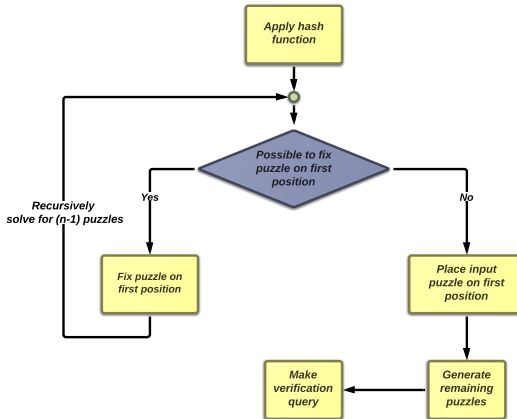 Apply hash
function
Possible to fix
puzzle on first
position
Yes
No
Recursively
solve for (n-1) puzzles
Fix puzzle on
first position
Place input
puzzle on first
position
Make
verification
query
Generate
remaining
puzzles